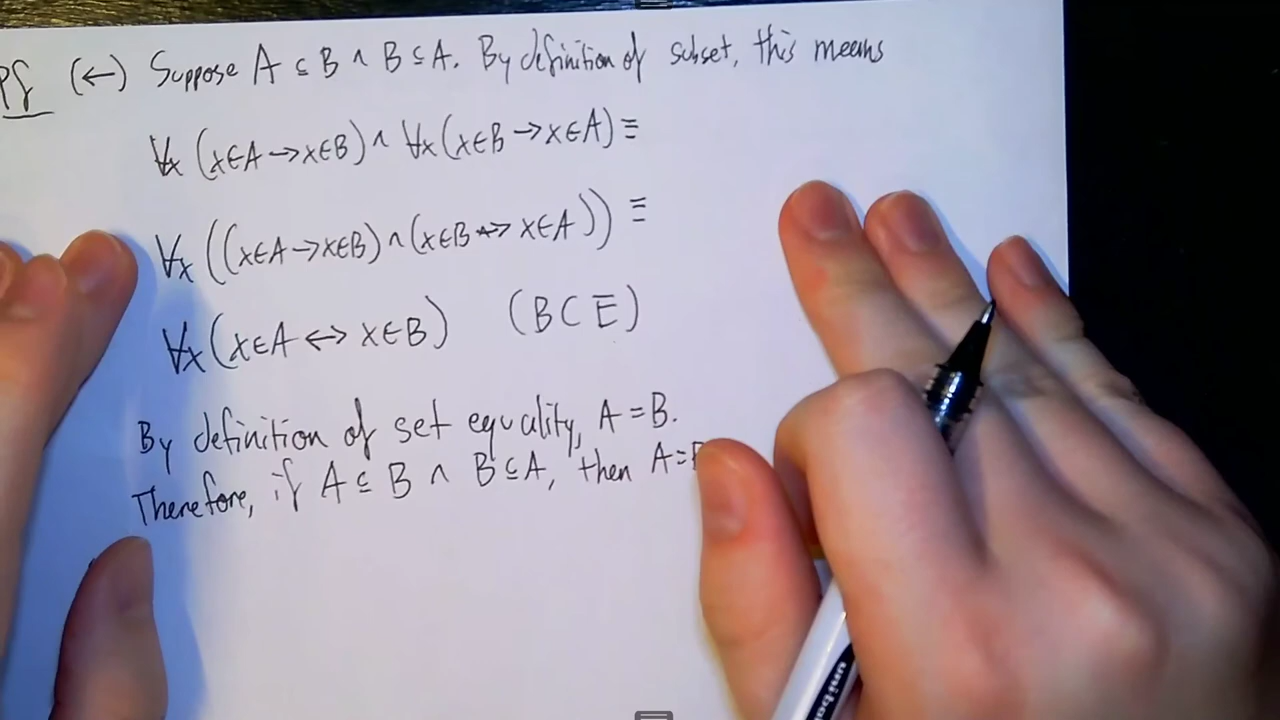 Pf (←) Suppose A ⊆ B ∧ B ⊆ A. By definition of subset, this means
∀x (x∈A → x∈B) ∧ ∀x (x∈B → x∈A) ≡
∀x ((x∈A → x∈B) ∧ (x∈B → x∈A)) ≡
∀x (x∈A ↔ x∈B) (BCE)
By definition of set equality, A = B.
Therefore, if A ⊆ B ∧ B ⊆ A, then A =